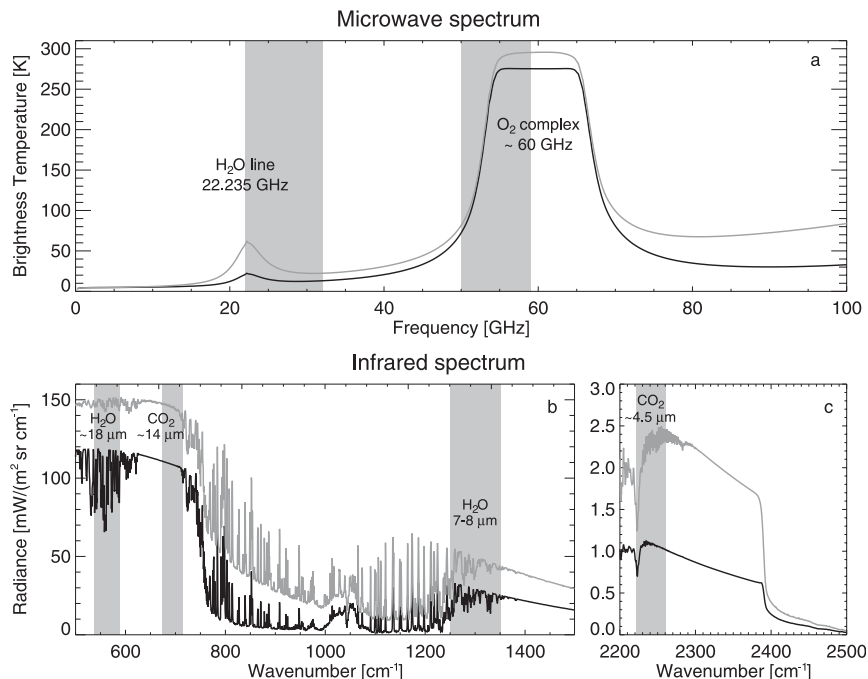 Microwave spectrum
Brightness Temperature [K]
300
250
200
150
100
50
0
a
H₂O line
22.235 GHz
O₂ complex
~ 60 GHz
0 20 40 60 80 100
Frequency [GHz]
Infrared spectrum
Radiance [mW/(m² sr cm⁻¹)]
150
100
50
0
b
H₂O
~18 µm
CO₂
~14 µm
H₂O
7-8 µm
600 800 1000 1200 1400
Wavenumber [cm⁻¹]
3.0
2.5
2.0
1.5
1.0
0.5
0.0
c
CO₂
~4.5 µm
2200 2300 2400 2500
Wavenumber [cm⁻¹]